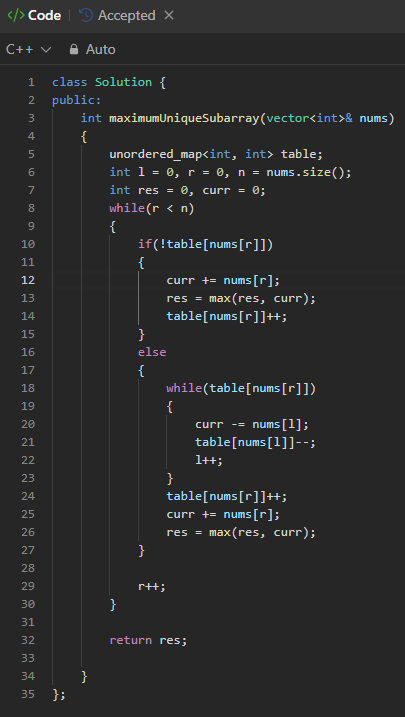 </> Code | Accepted ×
C++ Auto
1 class Solution {
2 public:
3     int maximumUniqueSubarray(vector<int>& nums)
4     {
5         unordered_map<int, int> table;
6         int l = 0, r = 0, n = nums.size();
7         int res = 0, curr = 0;
8         while(r < n)
9         {
10             if(!table[nums[r]])
11             {
12                 curr += nums[r];
13                 res = max(res, curr);
14                 table[nums[r]]++;
15             }
16             else
17             {
18                 while(table[nums[r]])
19                 {
20                     curr -= nums[l];
21                     table[nums[l]]--;
22                     l++;
23                 }
24                 table[nums[r]]++;
25                 curr += nums[r];
26                 res = max(res, curr);
27             }
28
29             r++;
30         }
31
32         return res;
33
34     }
35 };